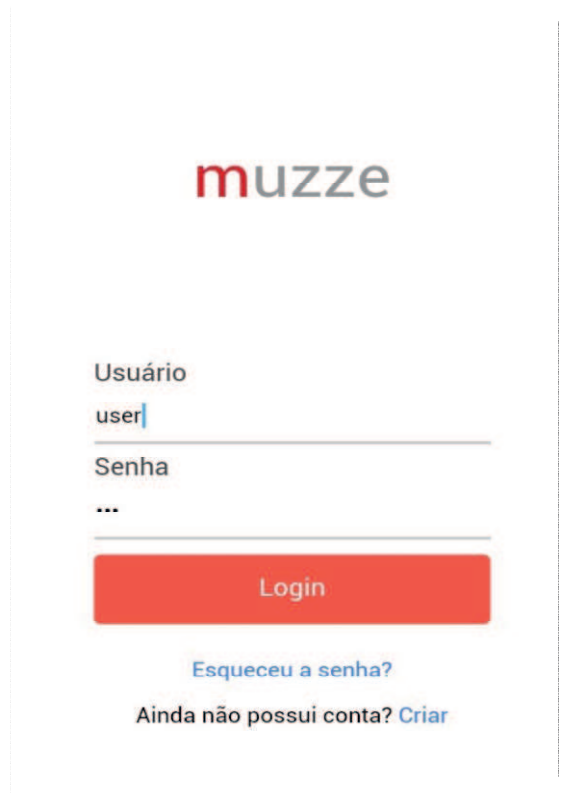 muzze
Usuário
user
Senha
...
Login
Esqueceu a senha?
Ainda não possui conta? Criar